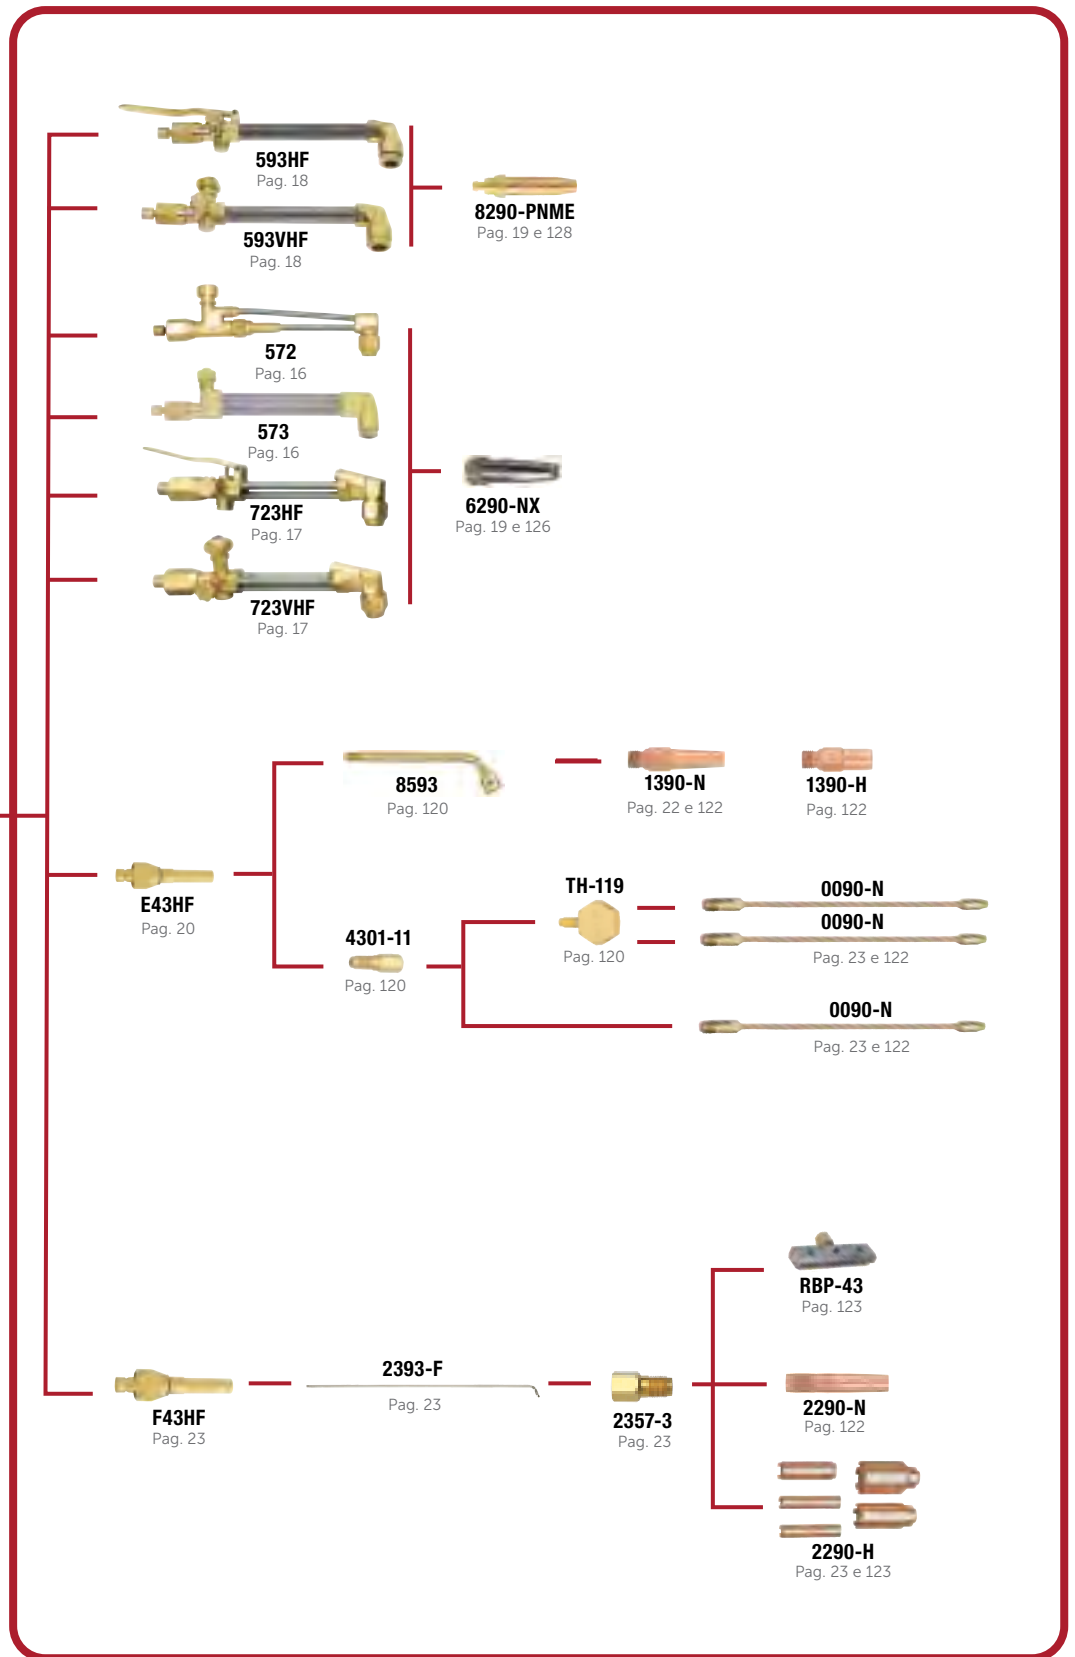 593HF
Pag. 18
593VHF
Pag. 18
8290-PNME
Pag. 19 e 128
572
Pag. 16
573
Pag. 16
723HF
Pag. 17
723VHF
Pag. 17
6290-NX
Pag. 19 e 126
8593
Pag. 120
1390-N
Pag. 22 e 122
1390-H
Pag. 122
E43HF
Pag. 20
4301-11
Pag. 120
TH-119
Pag. 120
0090-N
0090-N
Pag. 23 e 122
0090-N
Pag. 23 e 122
F43HF
Pag. 23
2393-F
Pag. 23
2357-3
Pag. 23
RBP-43
Pag. 123
2290-N
Pag. 122
2290-H
Pag. 23 e 123